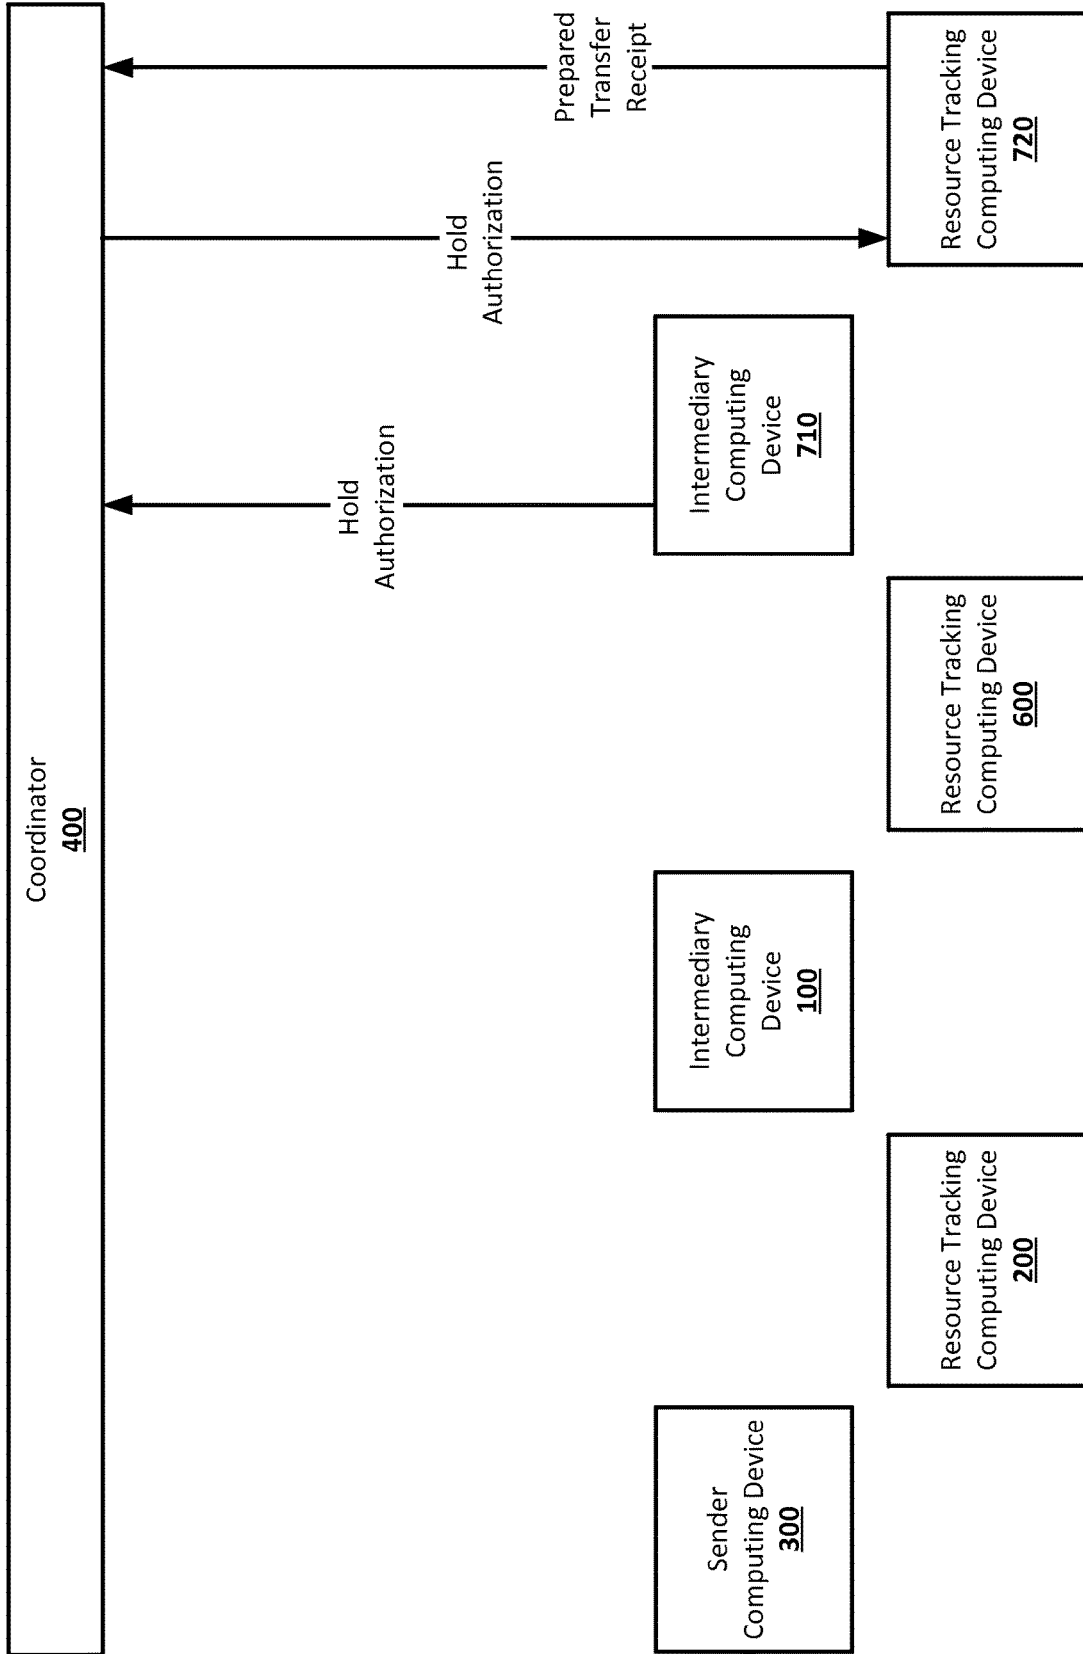 Coordinator
400
Hold
Authorization
Hold
Authorization
Prepared
Transfer
Receipt
Sender
Computing Device
300
Intermediary
Computing
Device
100
Intermediary
Computing
Device
710
Resource Tracking
Computing Device
200
Resource Tracking
Computing Device
600
Resource Tracking
Computing Device
720